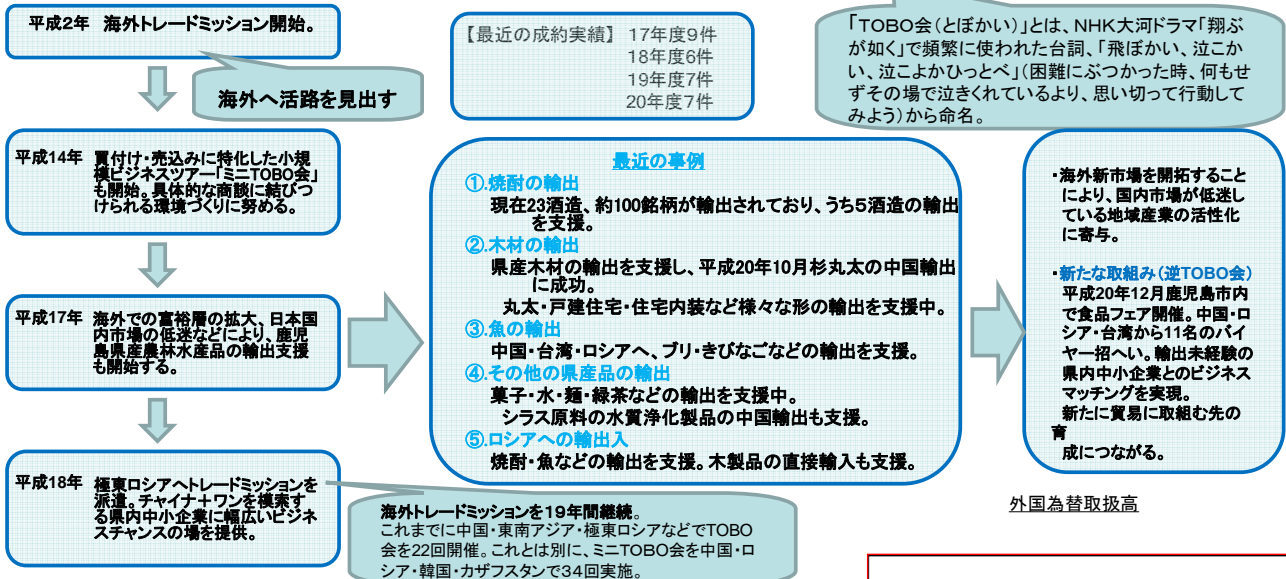 平成2年 海外トレードミッション開始。
海外へ活路を見出す
【最近の成約実績】 17年度9件
18年度6件
19年度7件
20年度7件
「TOBO会(とぼかい)」とは、NHK大河ドラマ「翔ぶ
が如く」で頻繁に使われた台詞、「飛ぼかい、泣こか
い、泣こよかひっとべ」(困難にぶつかった時、何もせ
ずその場で泣きくれているより、思い切って行動して
みよう)から命名。
平成14年 買付け・売込みに特化した小規
模ビジネスツアー「ミニTOBO会」
も開始。具体的な商談に結びつ
けられる環境づくりに努める。
平成17年 海外での富裕層の拡大、日本国
内市場の低迷などにより、鹿児
島県産農林水産品の輸出支援
も開始する。
平成18年 極東ロシアへトレードミッションを
派遣。チャイナ+ワンを模索す
る県内中小企業に幅広いビジネ
スチャンスの場を提供。
最近の事例
①.焼酎の輸出
現在23酒造、約100銘柄が輸出されており、うち5酒造の輸出
を支援。
②.木材の輸出
県産木材の輸出を支援し、平成20年10月杉丸太の中国輸出
に成功。
丸太・戸建住宅・住宅内装など様々な形の輸出を支援中。
③.魚の輸出
中国・台湾・ロシアへ、ブリ・きびなごなどの輸出を支援。
④.その他の県産品の輸出
菓子・水・麺・緑茶などの輸出を支援中。
シラス原料の水質浄化製品の中国輸出も支援。
⑤.ロシアへの輸出入
焼酎・魚などの輸出を支援。木製品の直接輸入も支援。
海外トレードミッションを19年間継続。
これまでに中国・東南アジア・極東ロシアなどでTOBO
会を22回開催。これとは別に、ミニTOBO会を中国・ロ
シア・韓国・カザフスタンで34回実施。
・海外新市場を開拓すること
により、国内市場が低迷し
ている地域産業の活性化
に寄与。
・新たな取組み(逆TOBO会)
平成20年12月鹿児島市内
で食品フェア開催。中国・ロ
シア・台湾から11名のバイ
ヤー招へい。輸出未経験の
県内中小企業とのビジネス
マッチングを実現。
新たに貿易に取組む先の
育
成につながる。
外国為替取扱高